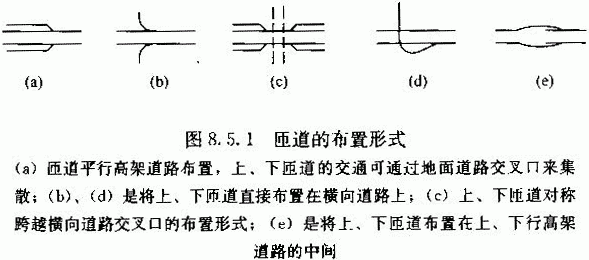 (a) (b) (c) (d) (e)
图8.5.1 匝道的布置形式
(a) 匝道平行高架道路布置，上、下匝道的交通可通过地面道路交叉口来集
散；(b)、(d) 是将上、下匝道直接布置在横向道路上；(c) 上、下匝道对称
跨越横向道路交叉口的布置形式；(e) 是将上、下匝道布置在上、下行高架
道路的中间